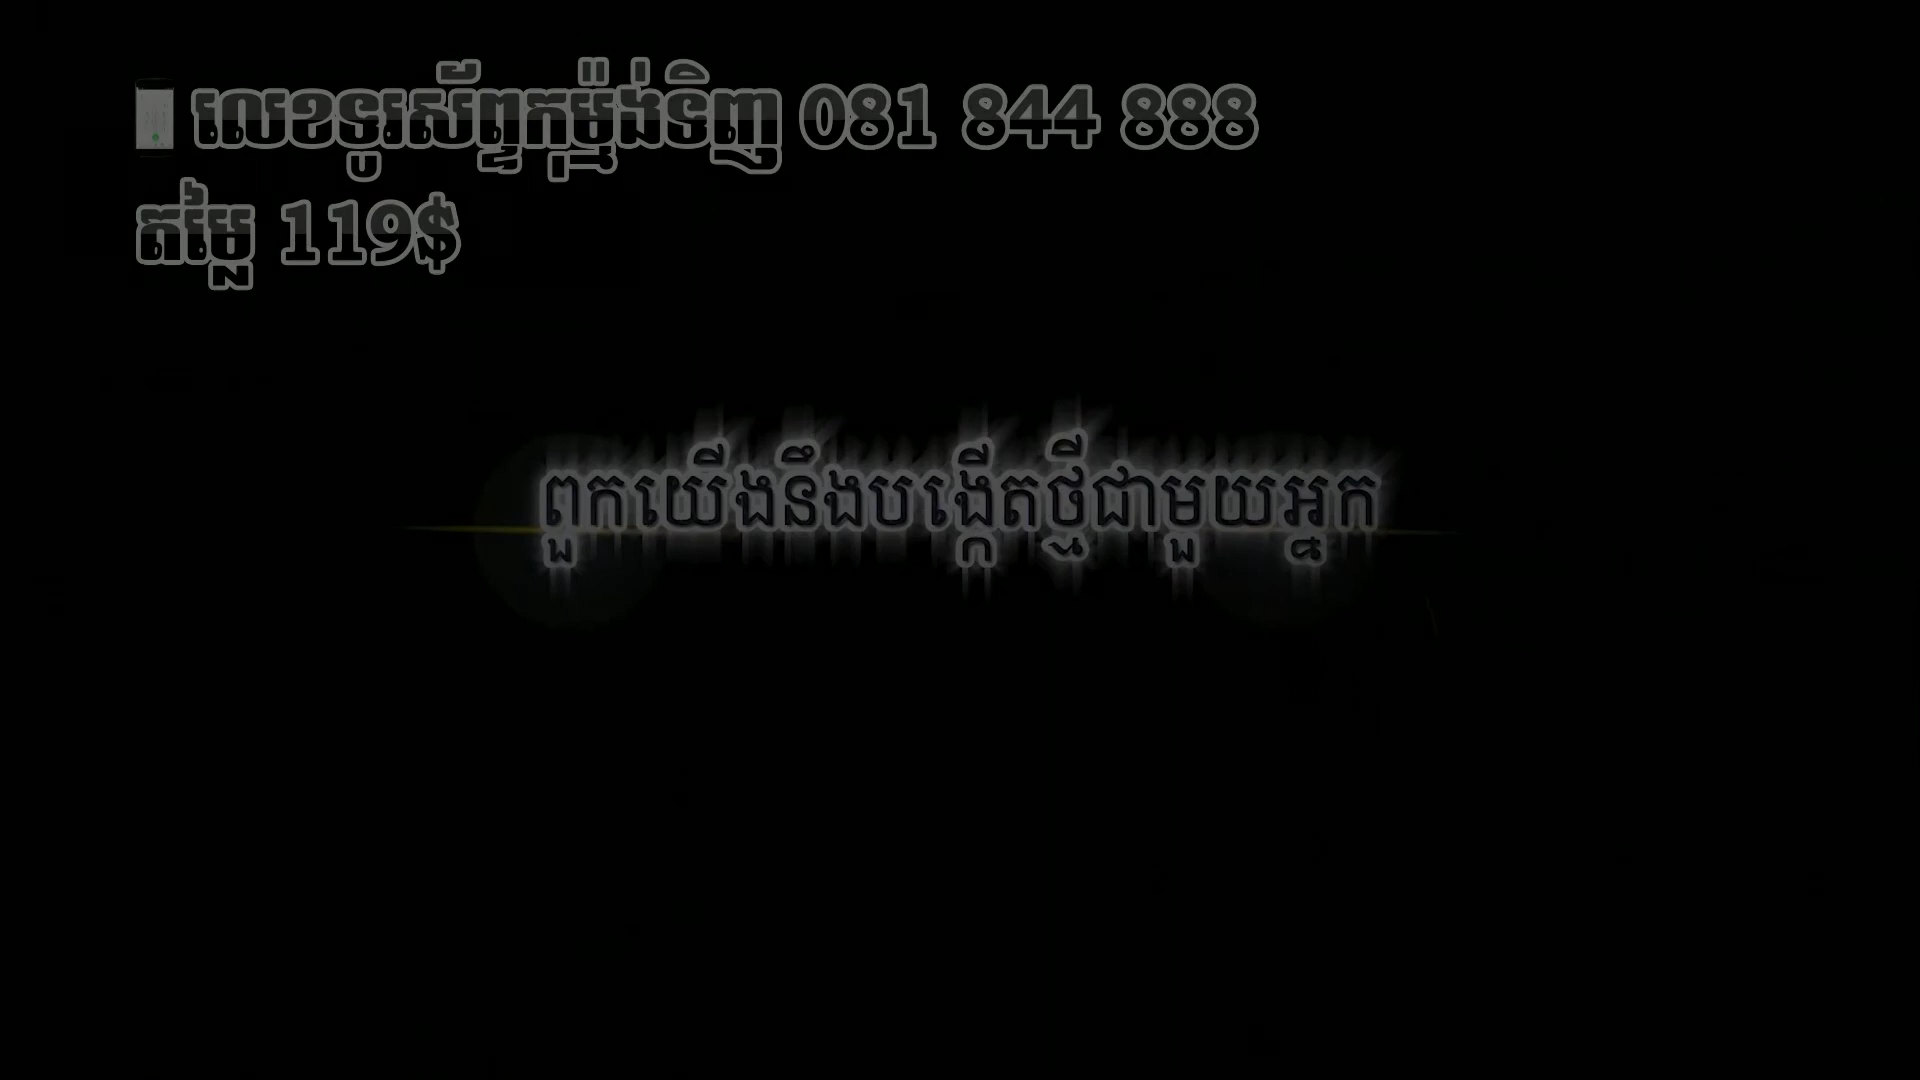 លេខទូរស័ព្ទកុម្ម៉ង់ទិញ 081 844 888
តម្លៃ 119$
ពួកយើងនឹងបង្កើតថ្មីជាមួយអ្នក